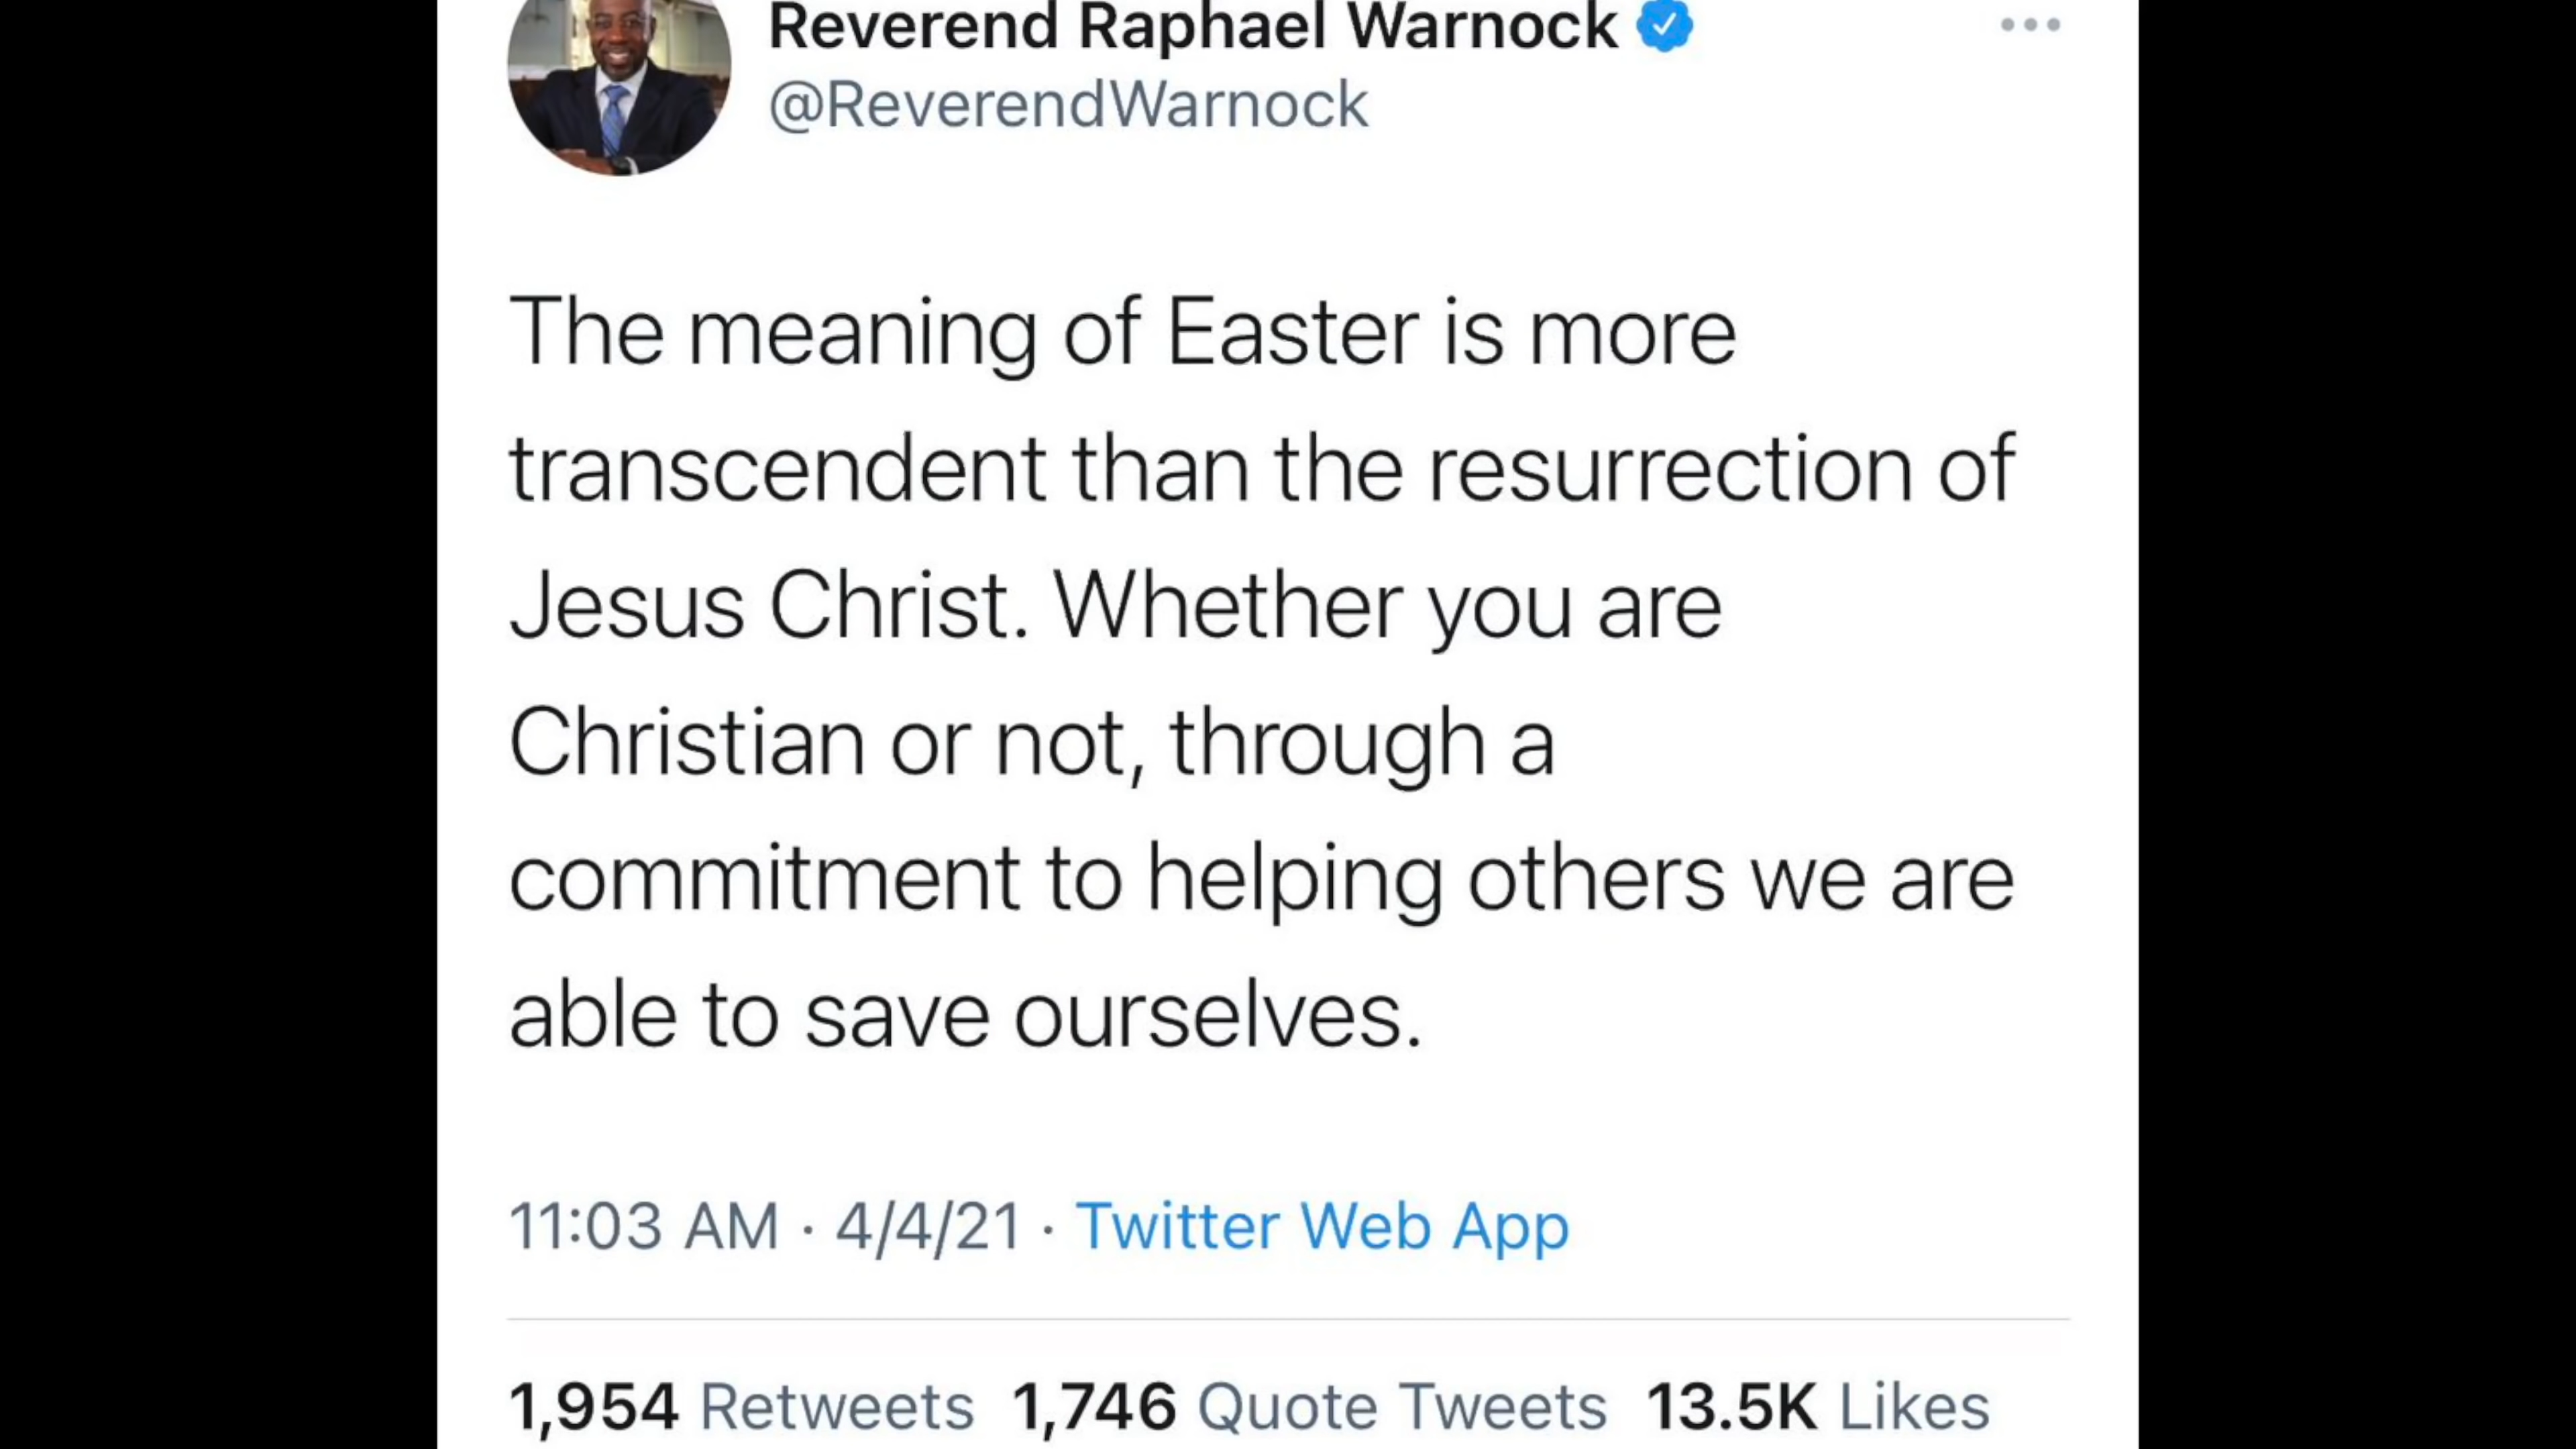 Reverend Raphael Warnock
@ReverendWarnock
The meaning of Easter is more
transcendent than the resurrection of
Jesus Christ. Whether you are
Christian or not, through a
commitment to helping others we are
able to save ourselves.
11:03 AM · 4/4/21 · Twitter Web App
1,954 Retweets 1,746 Quote Tweets 13.5K Likes